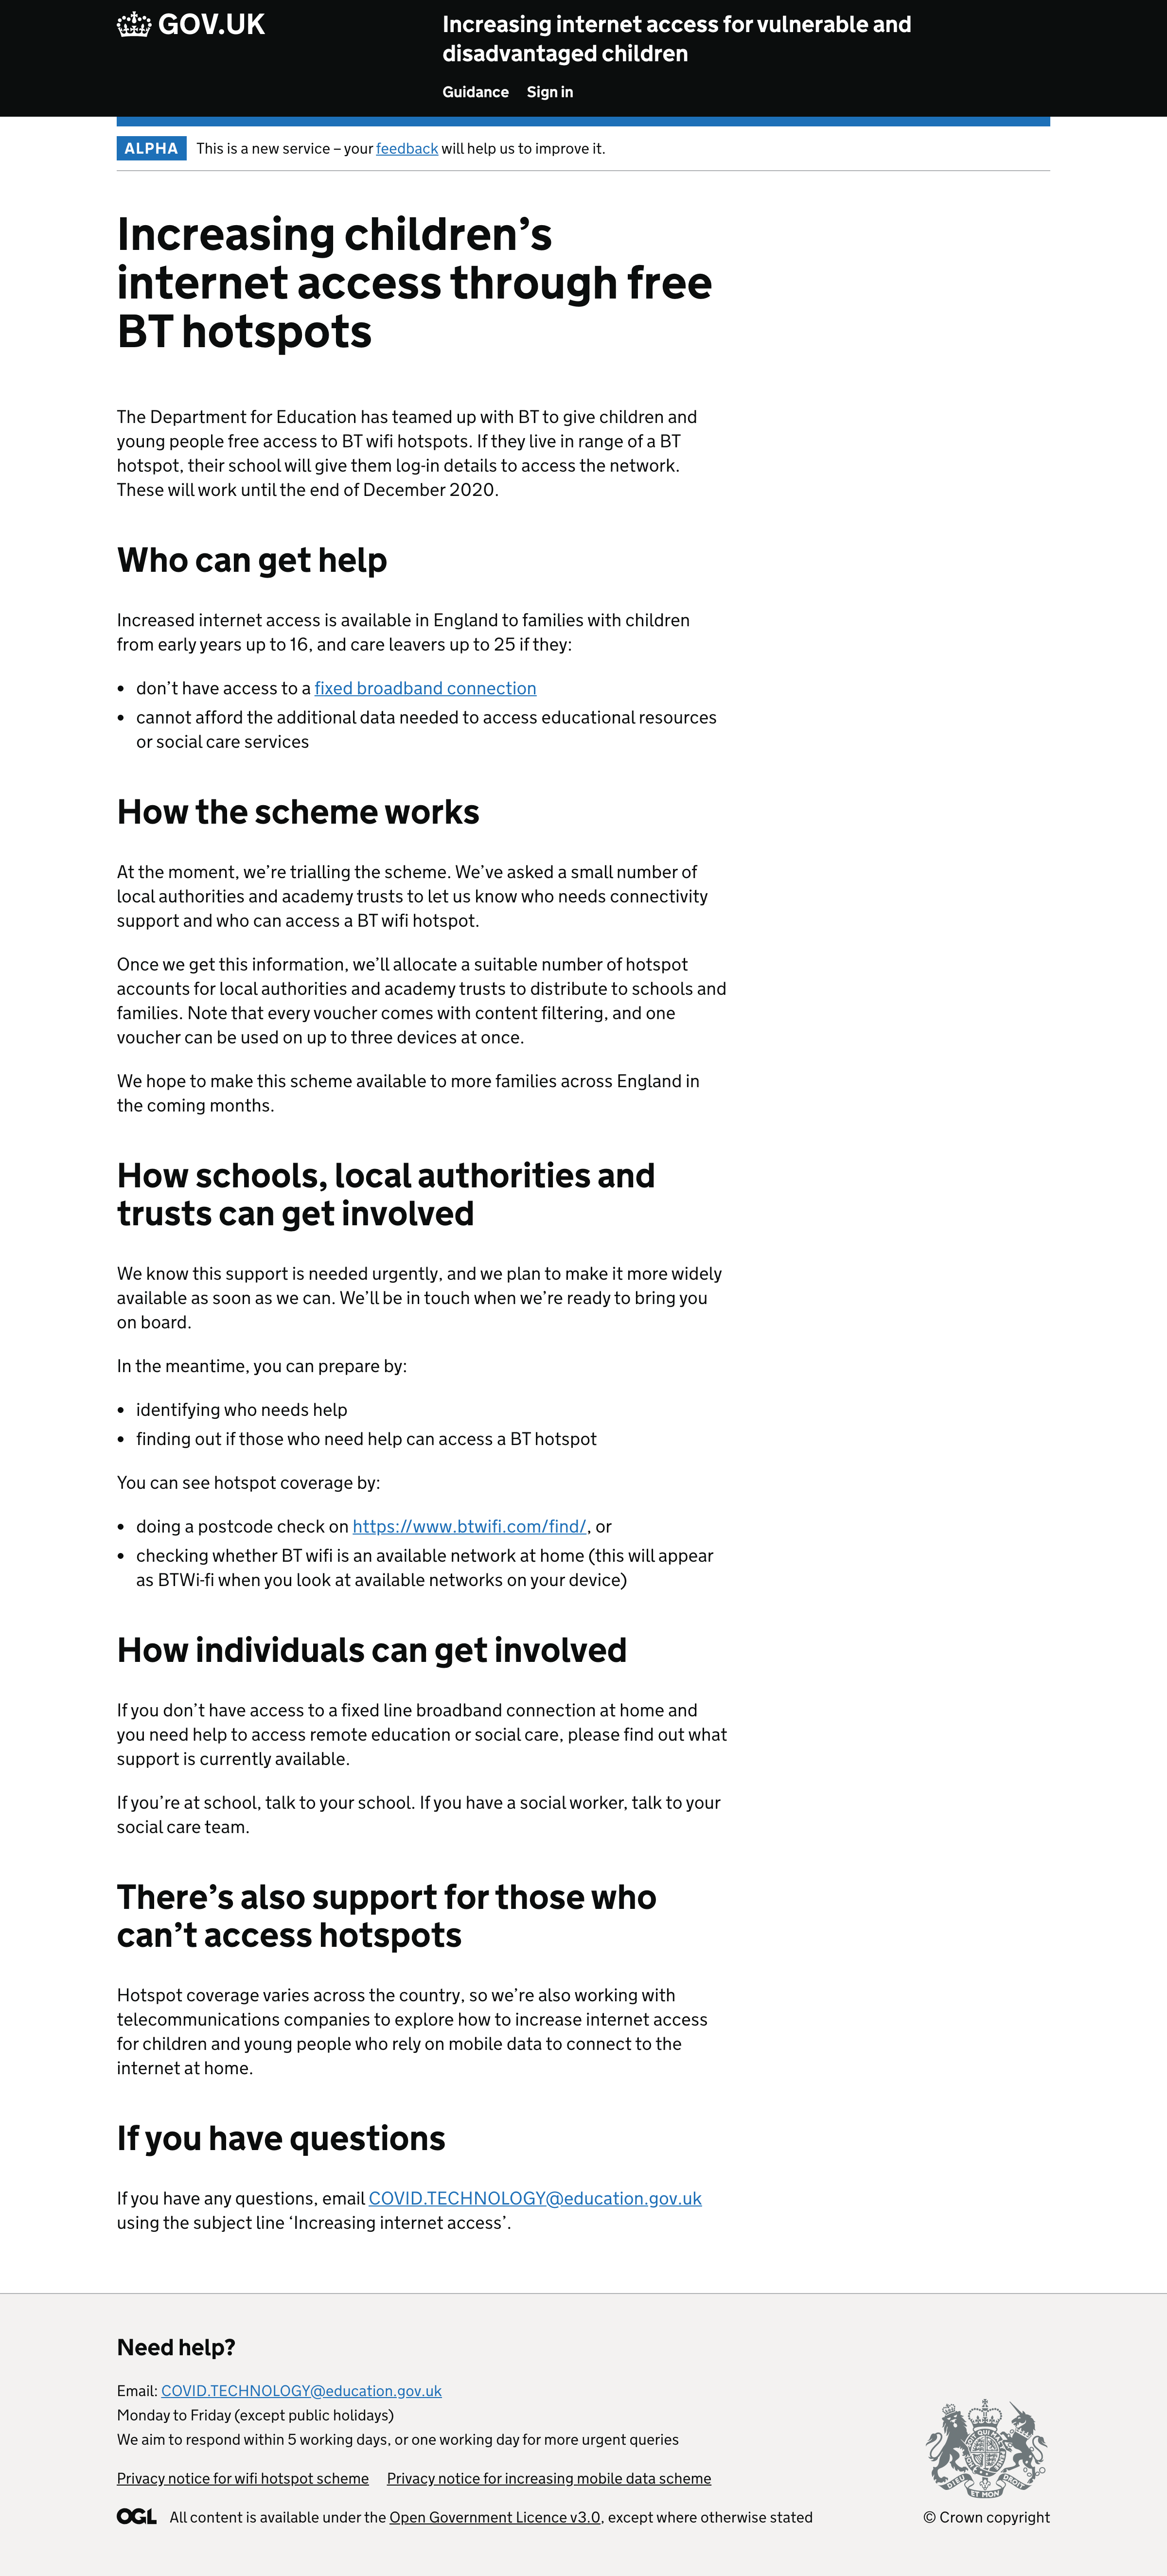 GOV.UK
Increasing internet access for vulnerable and
disadvantaged children
Guidance Sign in
ALPHA This is a new service – your feedback will help us to improve it.
Increasing children’s
internet access through free
BT hotspots
The Department for Education has teamed up with BT to give children and
young people free access to BT wifi hotspots. If they live in range of a BT
hotspot, their school will give them log-in details to access the network.
These will work until the end of December 2020.
Who can get help
Increased internet access is available in England to families with children
from early years up to 16, and care leavers up to 25 if they:
• don’t have access to a fixed broadband connection
• cannot afford the additional data needed to access educational resources
or social care services
How the scheme works
At the moment, we’re trialling the scheme. We’ve asked a small number of
local authorities and academy trusts to let us know who needs connectivity
support and who can access a BT wifi hotspot.
Once we get this information, we’ll allocate a suitable number of hotspot
accounts for local authorities and academy trusts to distribute to schools and
families. Note that every voucher comes with content filtering, and one
voucher can be used on up to three devices at once.
We hope to make this scheme available to more families across England in
the coming months.
How schools, local authorities and
trusts can get involved
We know this support is needed urgently, and we plan to make it more widely
available as soon as we can. We’ll be in touch when we’re ready to bring you
on board.
In the meantime, you can prepare by:
• identifying who needs help
• finding out if those who need help can access a BT hotspot
You can see hotspot coverage by:
• doing a postcode check on https://www.btwifi.com/find/, or
• checking whether BT wifi is an available network at home (this will appear
as BTWi-fi when you look at available networks on your device)
How individuals can get involved
If you don’t have access to a fixed line broadband connection at home and
you need help to access remote education or social care, please find out what
support is currently available.
If you’re at school, talk to your school. If you have a social worker, talk to your
social care team.
There’s also support for those who
can’t access hotspots
Hotspot coverage varies across the country, so we’re also working with
telecommunications companies to explore how to increase internet access
for children and young people who rely on mobile data to connect to the
internet at home.
If you have questions
If you have any questions, email COVID.TECHNOLOGY@education.gov.uk
using the subject line ‘Increasing internet access’.
Need help?
Email: COVID.TECHNOLOGY@education.gov.uk
Monday to Friday (except public holidays)
We aim to respond within 5 working days, or one working day for more urgent queries
Privacy notice for wifi hotspot scheme Privacy notice for increasing mobile data scheme
OGL All content is available under the Open Government Licence v3.0, except where otherwise stated
DIEU ET MON DROIT
© Crown copyright